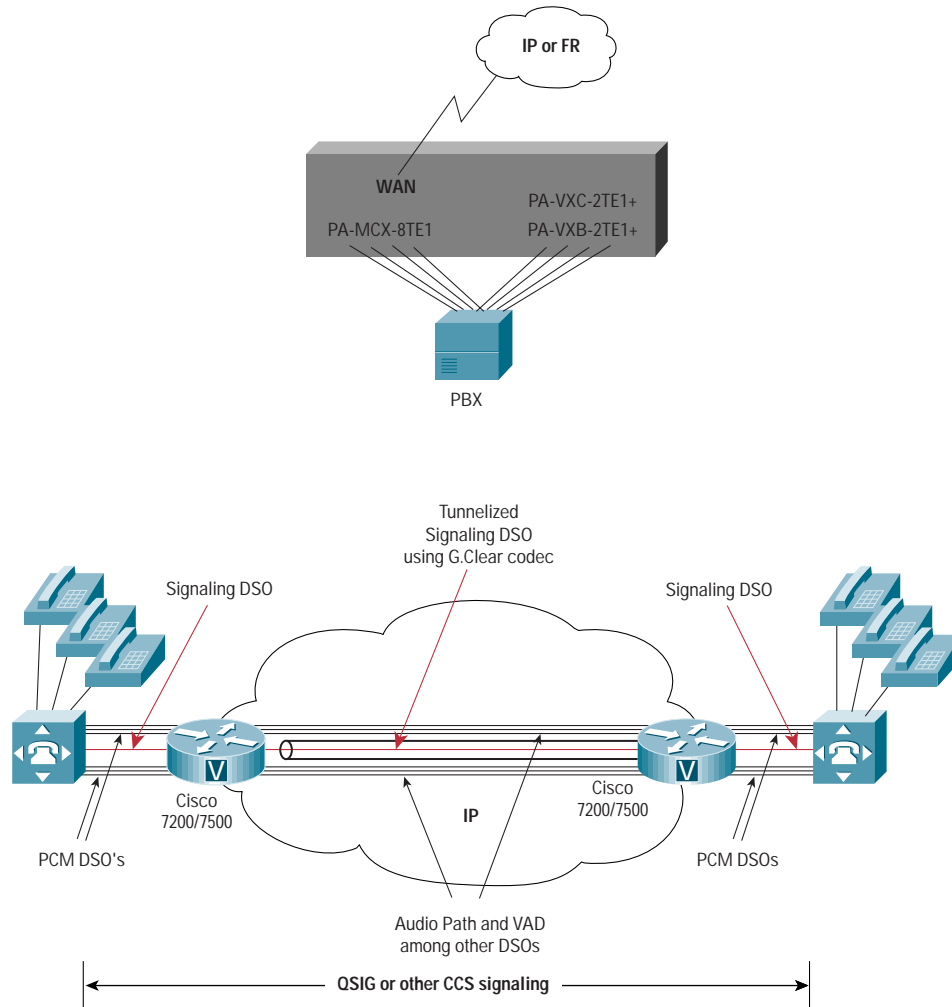 IP or FR
WAN
PA-VXC-2TE1+
PA-MCX-8TE1
PA-VXB-2TE1+
PBX
Tunnelized
Signaling DSO
using G.Clear codec
Signaling DSO
Signaling DSO
V
V
Cisco
7200/7500
IP
Cisco
7200/7500
PCM DSO's
PCM DSOs
Audio Path and VAD
among other DSOs
QSIG or other CCS signaling